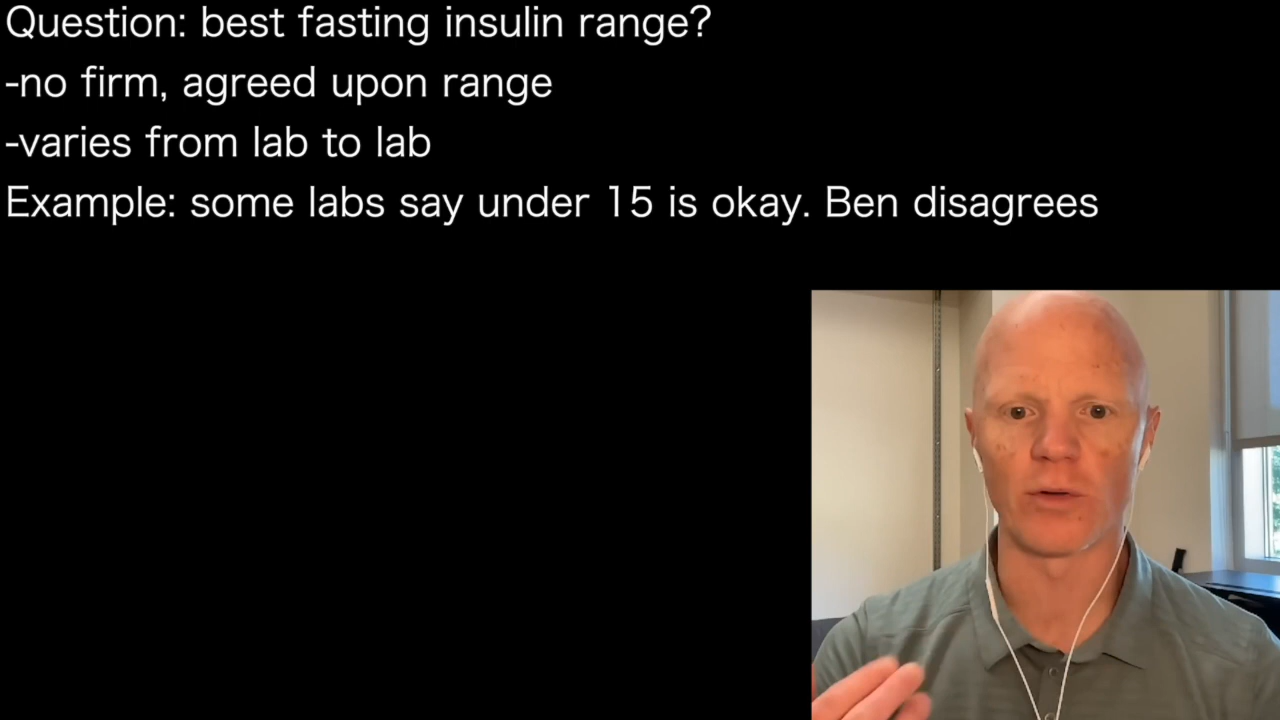 Question: best fasting insulin range?
-no firm, agreed upon range
-varies from lab to lab
Example: some labs say under 15 is okay. Ben disagrees